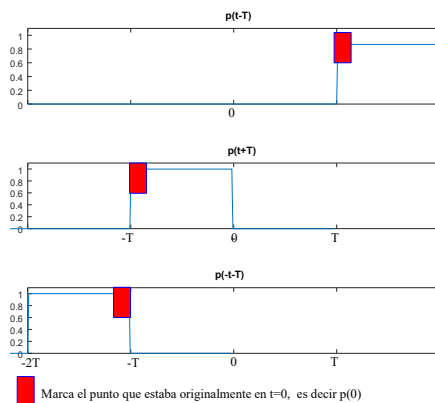 p(t-T)
1
0.8
0.6
0.4
0.2
0
0 T
p(t+T)
1
0.8
0.6
0.4
0.2
0
-T 0 T
p(-t-T)
1
0.8
0.6
0.4
0.2
0
-2T -T 0 T
Marca el punto que estaba originalmente en t=0, es decir p(0)